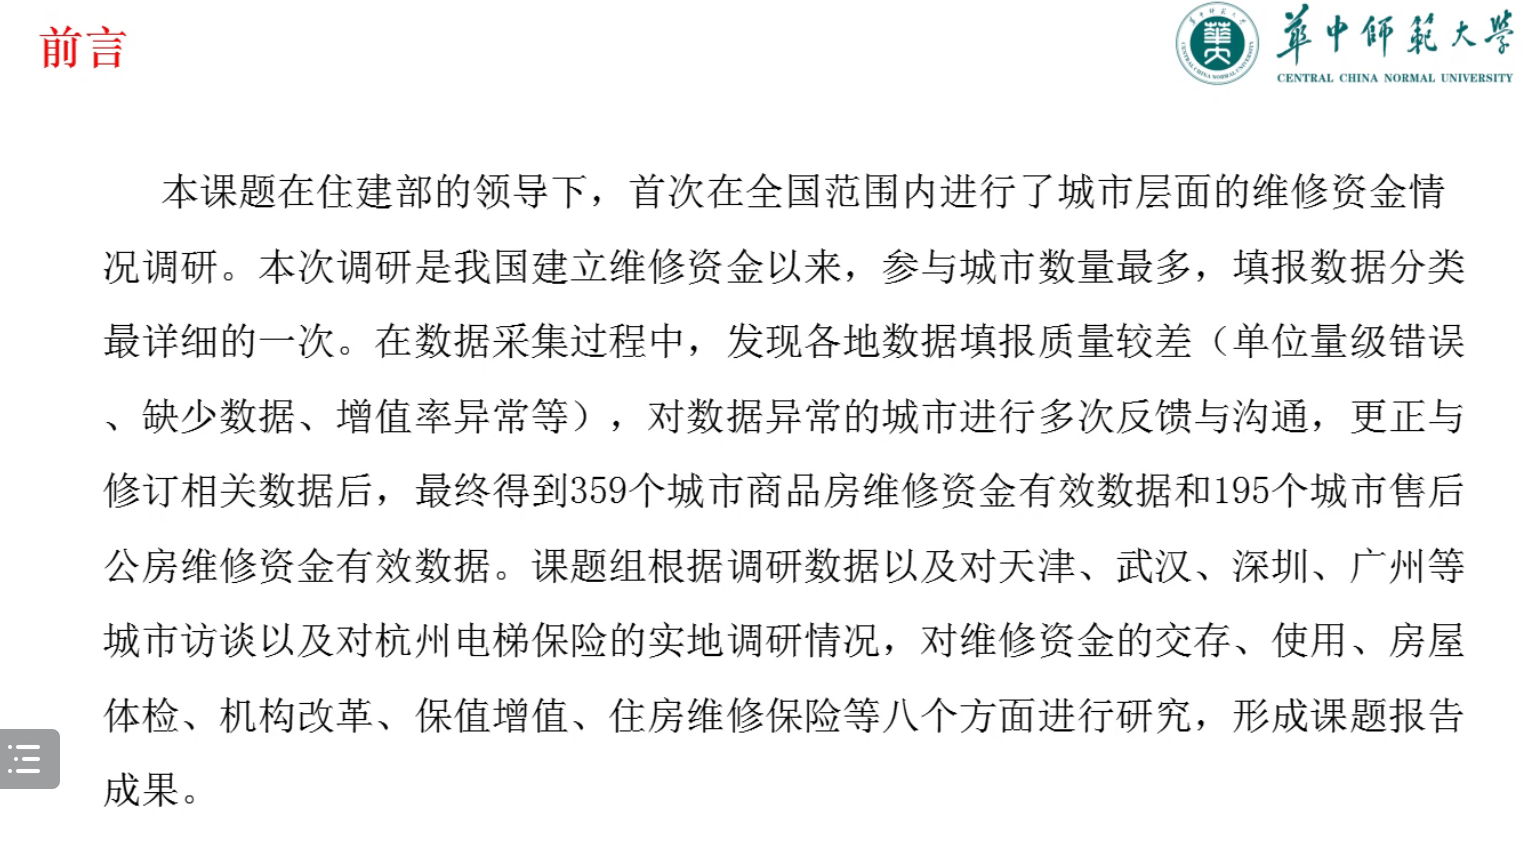 前言
華中師範大學
CENTRAL CHINA NORMAL UNIVERSITY
本课题在住建部的领导下，首次在全国范围内进行了城市层面的维修资金情
况调研。本次调研是我国建立维修资金以来，参与城市数量最多，填报数据分类
最详细的一次。在数据采集过程中，发现各地数据填报质量较差（单位量级错误
、缺少数据、增值率异常等），对数据异常的城市进行多次反馈与沟通，更正与
修订相关数据后，最终得到359个城市商品房维修资金有效数据和195个城市售后
公房维修资金有效数据。课题组根据调研数据以及对天津、武汉、深圳、广州等
城市访谈以及对杭州电梯保险的实地调研情况，对维修资金的交存、使用、房屋
体检、机构改革、保值增值、住房维修保险等八个方面进行研究，形成课题报告
成果。